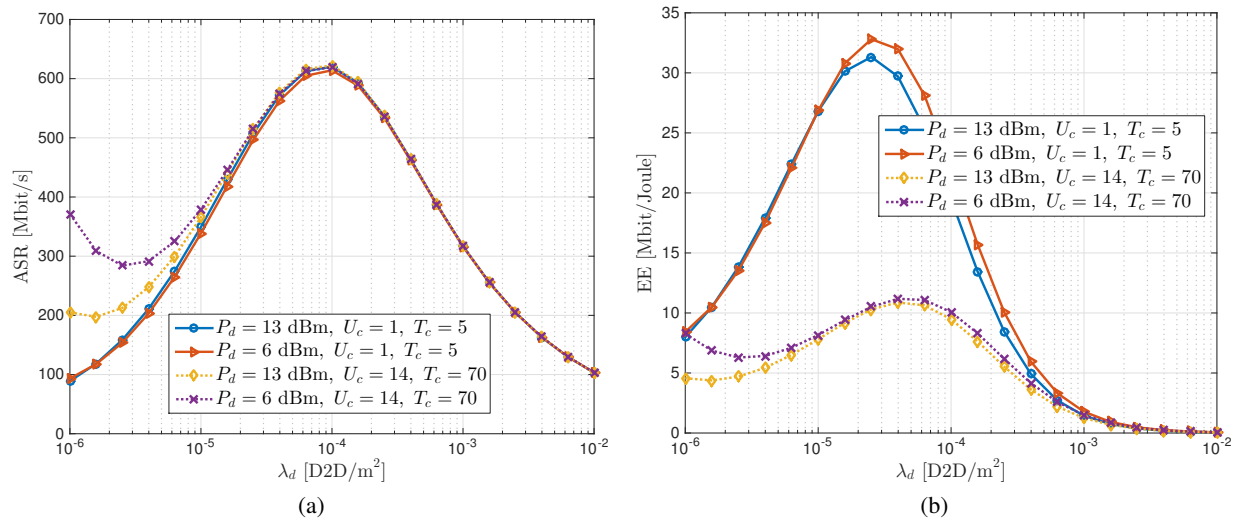 700
600
500
400
300
200
100
0
ASR [Mbit/s]
10⁻⁶ 10⁻⁵ 10⁻⁴ 10⁻³ 10⁻²
λ_d [D2D/m²]
P_d = 13 dBm, U_c = 1, T_c = 5
P_d = 6 dBm, U_c = 1, T_c = 5
P_d = 13 dBm, U_c = 14, T_c = 70
P_d = 6 dBm, U_c = 14, T_c = 70
(a)
35
30
25
20
15
10
5
0
EE [Mbit/Joule]
10⁻⁶ 10⁻⁵ 10⁻⁴ 10⁻³ 10⁻²
λ_d [D2D/m²]
P_d = 13 dBm, U_c = 1, T_c = 5
P_d = 6 dBm, U_c = 1, T_c = 5
P_d = 13 dBm, U_c = 14, T_c = 70
P_d = 6 dBm, U_c = 14, T_c = 70
(b)